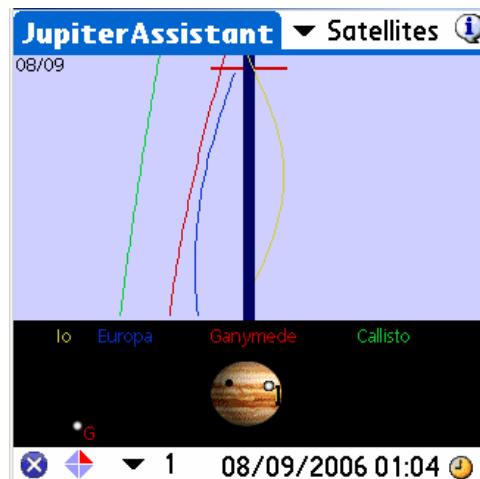 JupiterAssistant Satellites
08/09
Io Europa Ganymede Callisto
I
G
1 08/09/2006 01:04